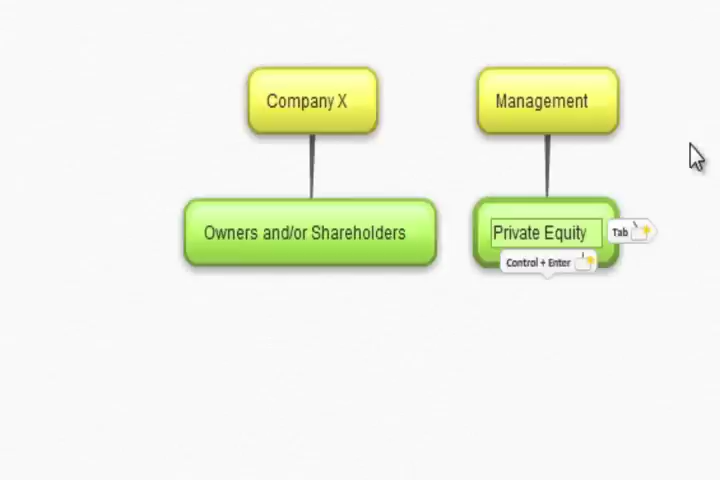 Company X
Management
Owners and/or Shareholders
Private Equity
Tab
Control + Enter